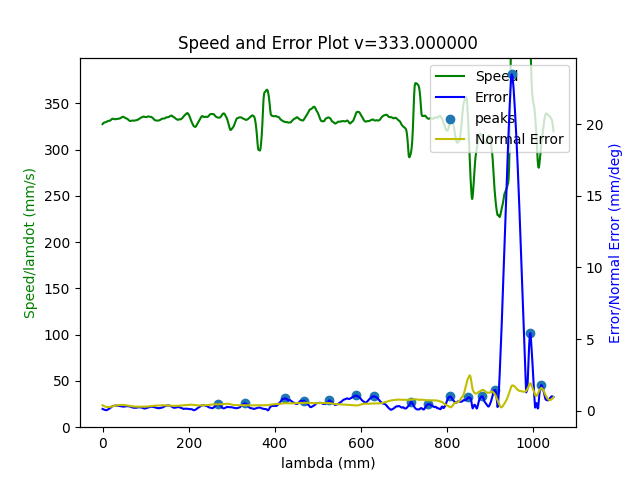 Speed and Error Plot v=333.000000
Speed
Error
peaks
Normal Error
350
300
250
200
150
100
50
0
Speed/lamdot (mm/s)
20
15
10
5
0
Error/Normal Error (mm/deg)
0 200 400 600 800 1000
lambda (mm)